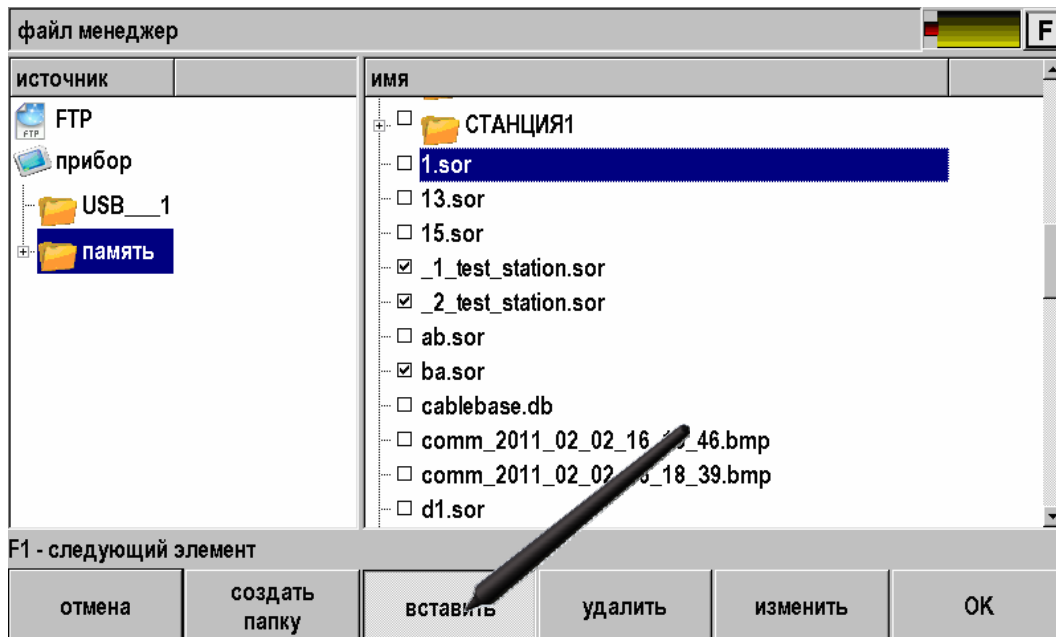 файл менеджер
F
источник
имя
FTP
FTP
прибор
USB___1
память
СТАНЦИЯ1
1.sor
13.sor
15.sor
_1_test_station.sor
_2_test_station.sor
ab.sor
ba.sor
cablebase.db
comm_2011_02_02_16_ _46.bmp
comm_2011_02_02_ _18_39.bmp
d1.sor
F1 - следующий элемент
отмена
создать
папку
вставить
удалить
изменить
OK